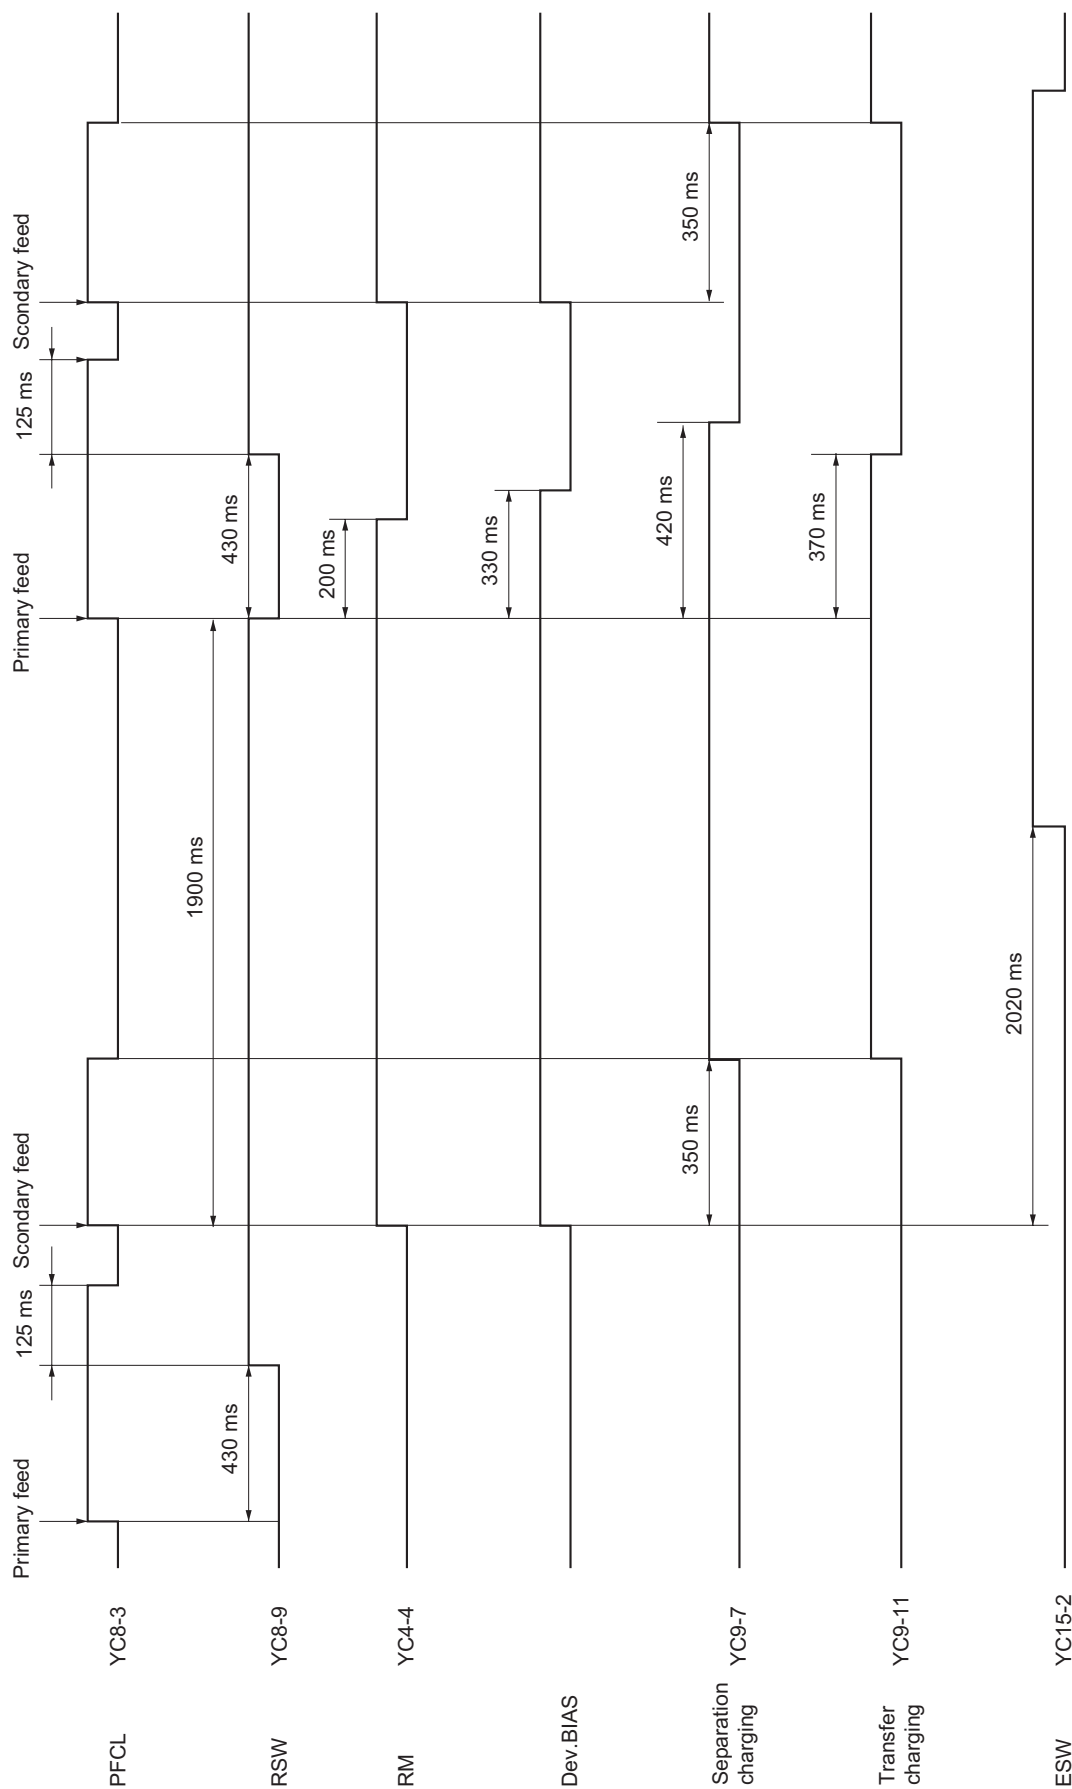 Primary feed
125 ms
Scondary feed
Primary feed
125 ms
Scondary feed
PFCL
YC8-3
1900 ms
RSW
YC8-9
430 ms
430 ms
RM
YC4-4
200 ms
Dev.BIAS
330 ms
Separation
charging
YC9-7
350 ms
420 ms
350 ms
Transfer
charging
YC9-11
370 ms
ESW
YC15-2
2020 ms